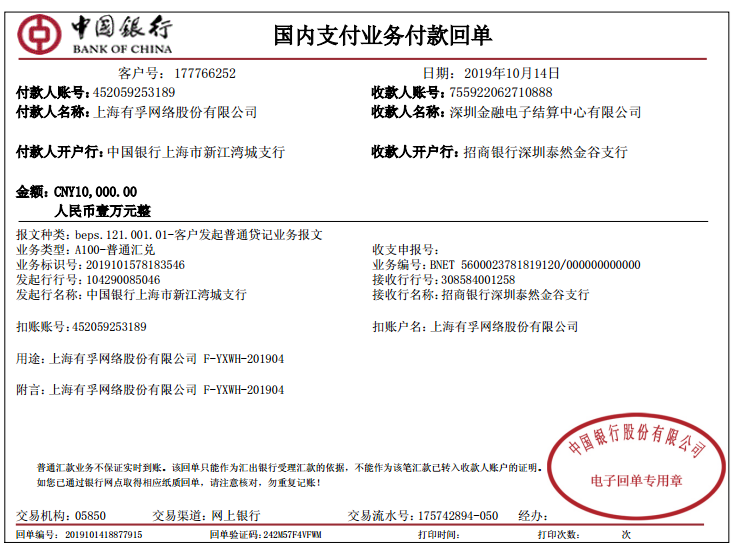 中国银行
BANK OF CHINA
国内支付业务付款回单
客户号：177766252 日期：2019年10月14日
付款人账号：452059253189 收款人账号：755922062710888
付款人名称：上海有孚网络股份有限公司 收款人名称：深圳金融电子结算中心有限公司
付款人开户行：中国银行上海市新江湾城支行 收款人开户行：招商银行深圳泰然金谷支行
金额：CNY10,000.00
人民币壹万元整
报文种类：beps.121.001.01-客户发起普通贷记业务报文
业务类型：A100-普通汇兑 收支申报号：
业务标识号：2019101578183546 业务编号：BNET 5600023781819120/000000000000
发起行行号：104290085046 接收行行号：308584001258
发起行名称：中国银行上海市新江湾城支行 接收行名称：招商银行深圳泰然金谷支行
扣账账号：452059253189 扣账户名：上海有孚网络股份有限公司
用途：上海有孚网络股份有限公司 F-YXWH-201904
附言：上海有孚网络股份有限公司 F-YXWH-201904
中国银行股份有限公司
电子回单专用章
普通汇款业务不保证实时到账。该回单只能作为汇出银行受理汇款的依据，不能作为该笔汇款已转入收款人账户的证明。
如您已通过银行网点取得相应纸质回单，请注意核对，勿重复记账！
交易机构：05850 交易渠道：网上银行 交易流水号：175742894-050 经办：
回单编号：2019101418877915 回单验证码：242M57F4VFWM 打印时间： 打印次数： 次